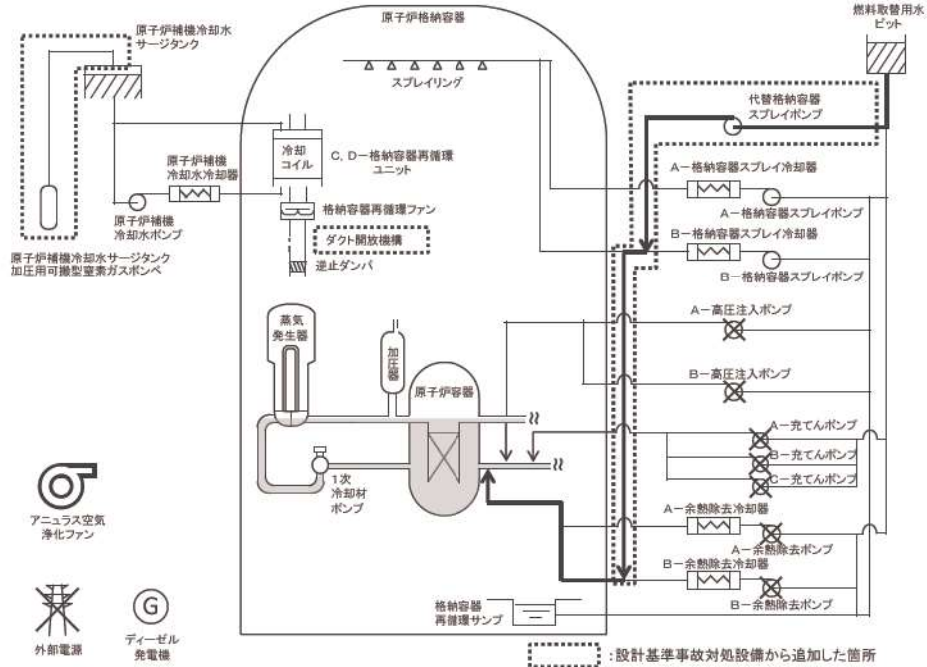 原子炉補機冷却水
サージタンク
原子炉格納容器
燃料取替用水
ピット
スプレイリング
代替格納容器
スプレイポンプ
冷却
コイル
C, D－格納容器再循環
ユニット
原子炉補機
冷却水冷却器
A－格納容器スプレイ冷却器
格納容器再循環ファン
A－格納容器スプレイポンプ
原子炉補機
冷却水ポンプ
ダクト開放機構
B－格納容器スプレイ冷却器
原子炉補機冷却水サージタンク
加圧用可搬型窒素ガスボンベ
逆止ダンパ
B－格納容器スプレイポンプ
A－高圧注入ポンプ
蒸気
発生器
加圧器
B－高圧注入ポンプ
原子炉容器
A－充てんポンプ
B－充てんポンプ
C－充てんポンプ
1次
冷却材
ポンプ
A－余熱除去冷却器
アニュラス空気
浄化ファン
A－余熱除去ポンプ
B－余熱除去冷却器
B－余熱除去ポンプ
格納容器
再循環サンプ
G
外部電源
ディーゼル
発電機
：設計基準事故対処設備から追加した箇所